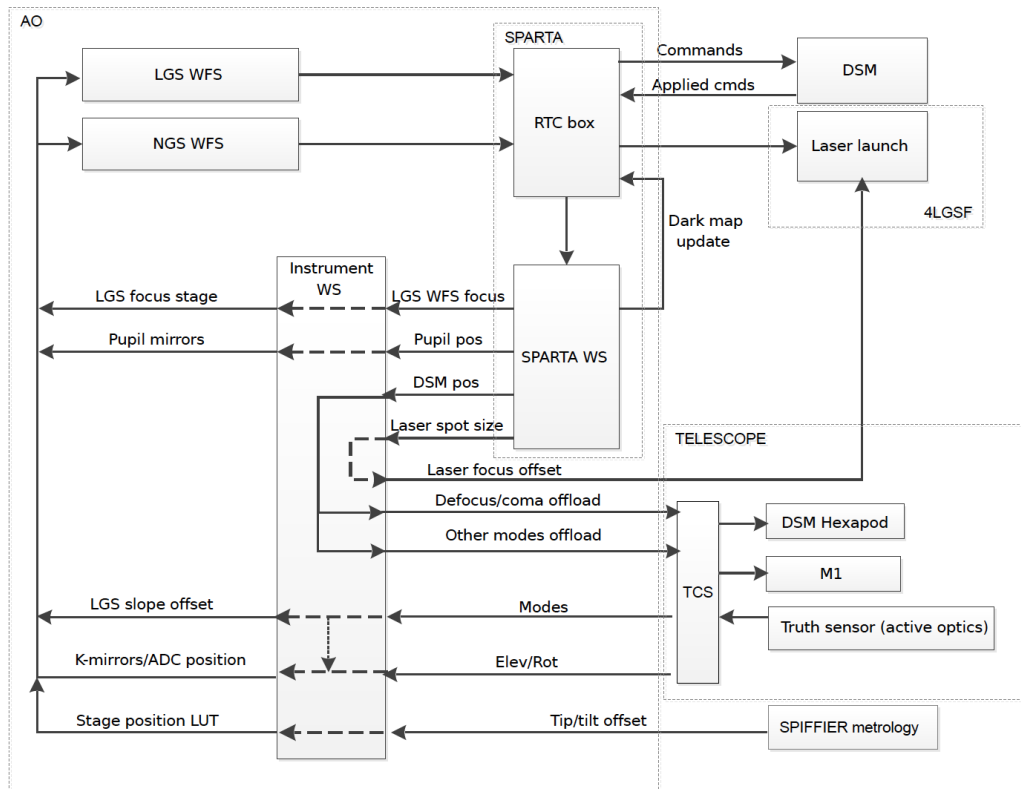 AO
SPARTA
LGS WFS
Commands
DSM
Applied cmds
RTC box
NGS WFS
Laser launch
4LGSF
Dark map
update
Instrument
WS
LGS focus stage
LGS WFS focus
Pupil mirrors
Pupil pos
SPARTA WS
DSM pos
Laser spot size
TELESCOPE
Laser focus offset
Defocus/coma offload
DSM Hexapod
Other modes offload
M1
TCS
LGS slope offset
Modes
Truth sensor (active optics)
K-mirrors/ADC position
Elev/Rot
Stage position LUT
Tip/tilt offset
SPIFFIER metrology